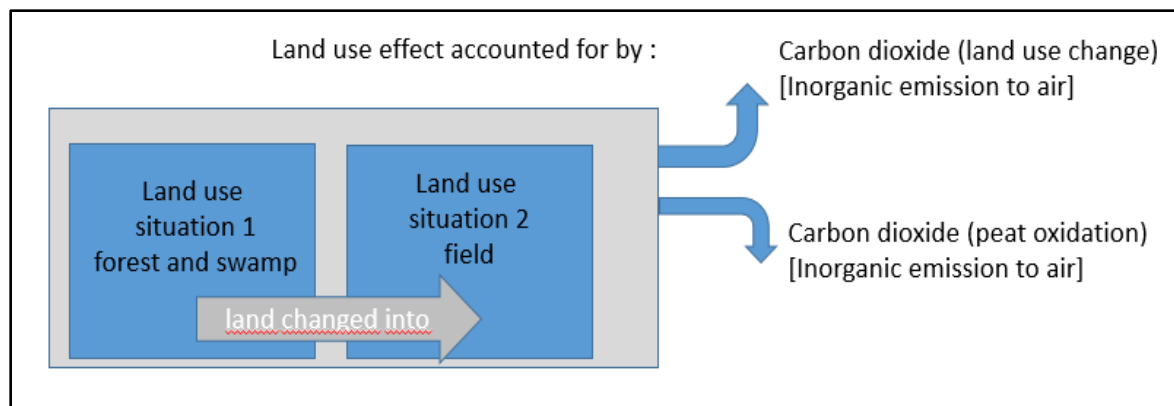 Land use effect accounted for by :
Carbon dioxide (land use change)
[Inorganic emission to air]
Land use
situation 1
forest and swamp
Land use
situation 2
field
land changed into
Carbon dioxide (peat oxidation)
[Inorganic emission to air]